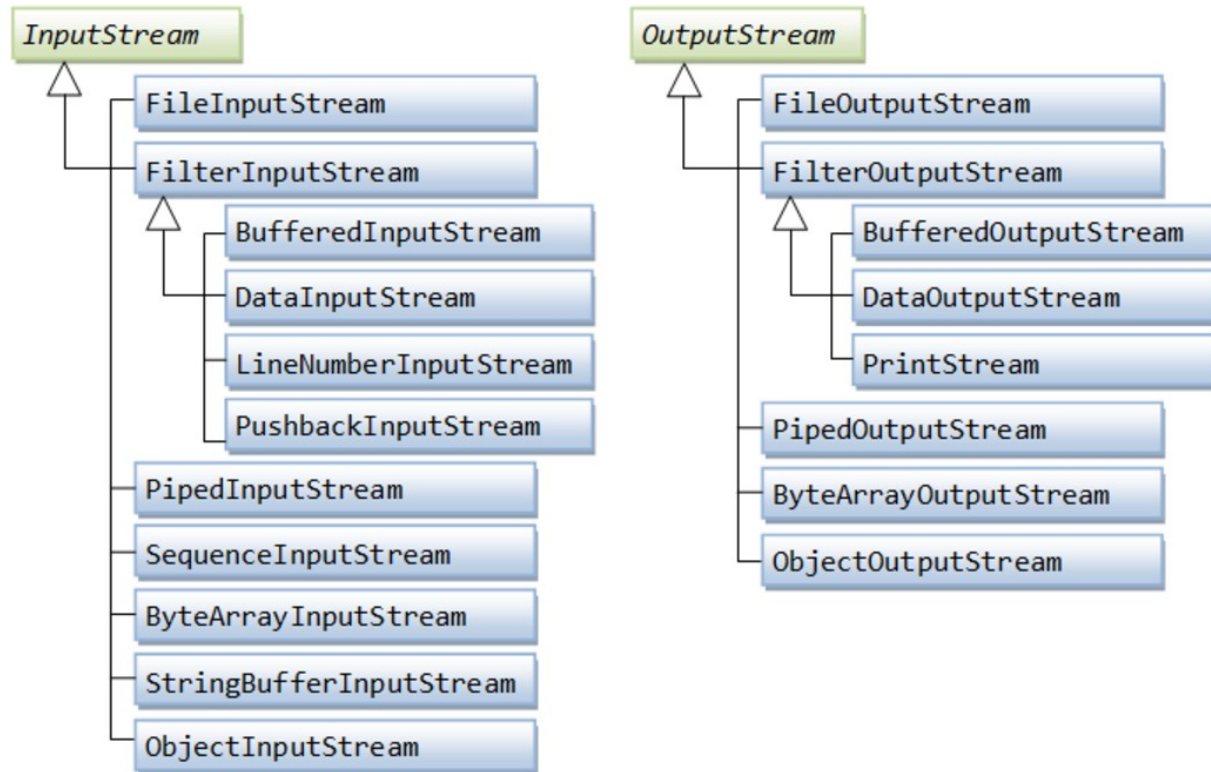 InputStream
FileInputStream
FilterInputStream
BufferedInputStream
DataInputStream
LineNumberInputStream
PushbackInputStream
PipedInputStream
SequenceInputStream
ByteArrayInputStream
StringBufferInputStream
ObjectInputStream
OutputStream
FileOutputStream
FilterOutputStream
BufferedOutputStream
DataOutputStream
PrintStream
PipedOutputStream
ByteArrayOutputStream
ObjectOutputStream